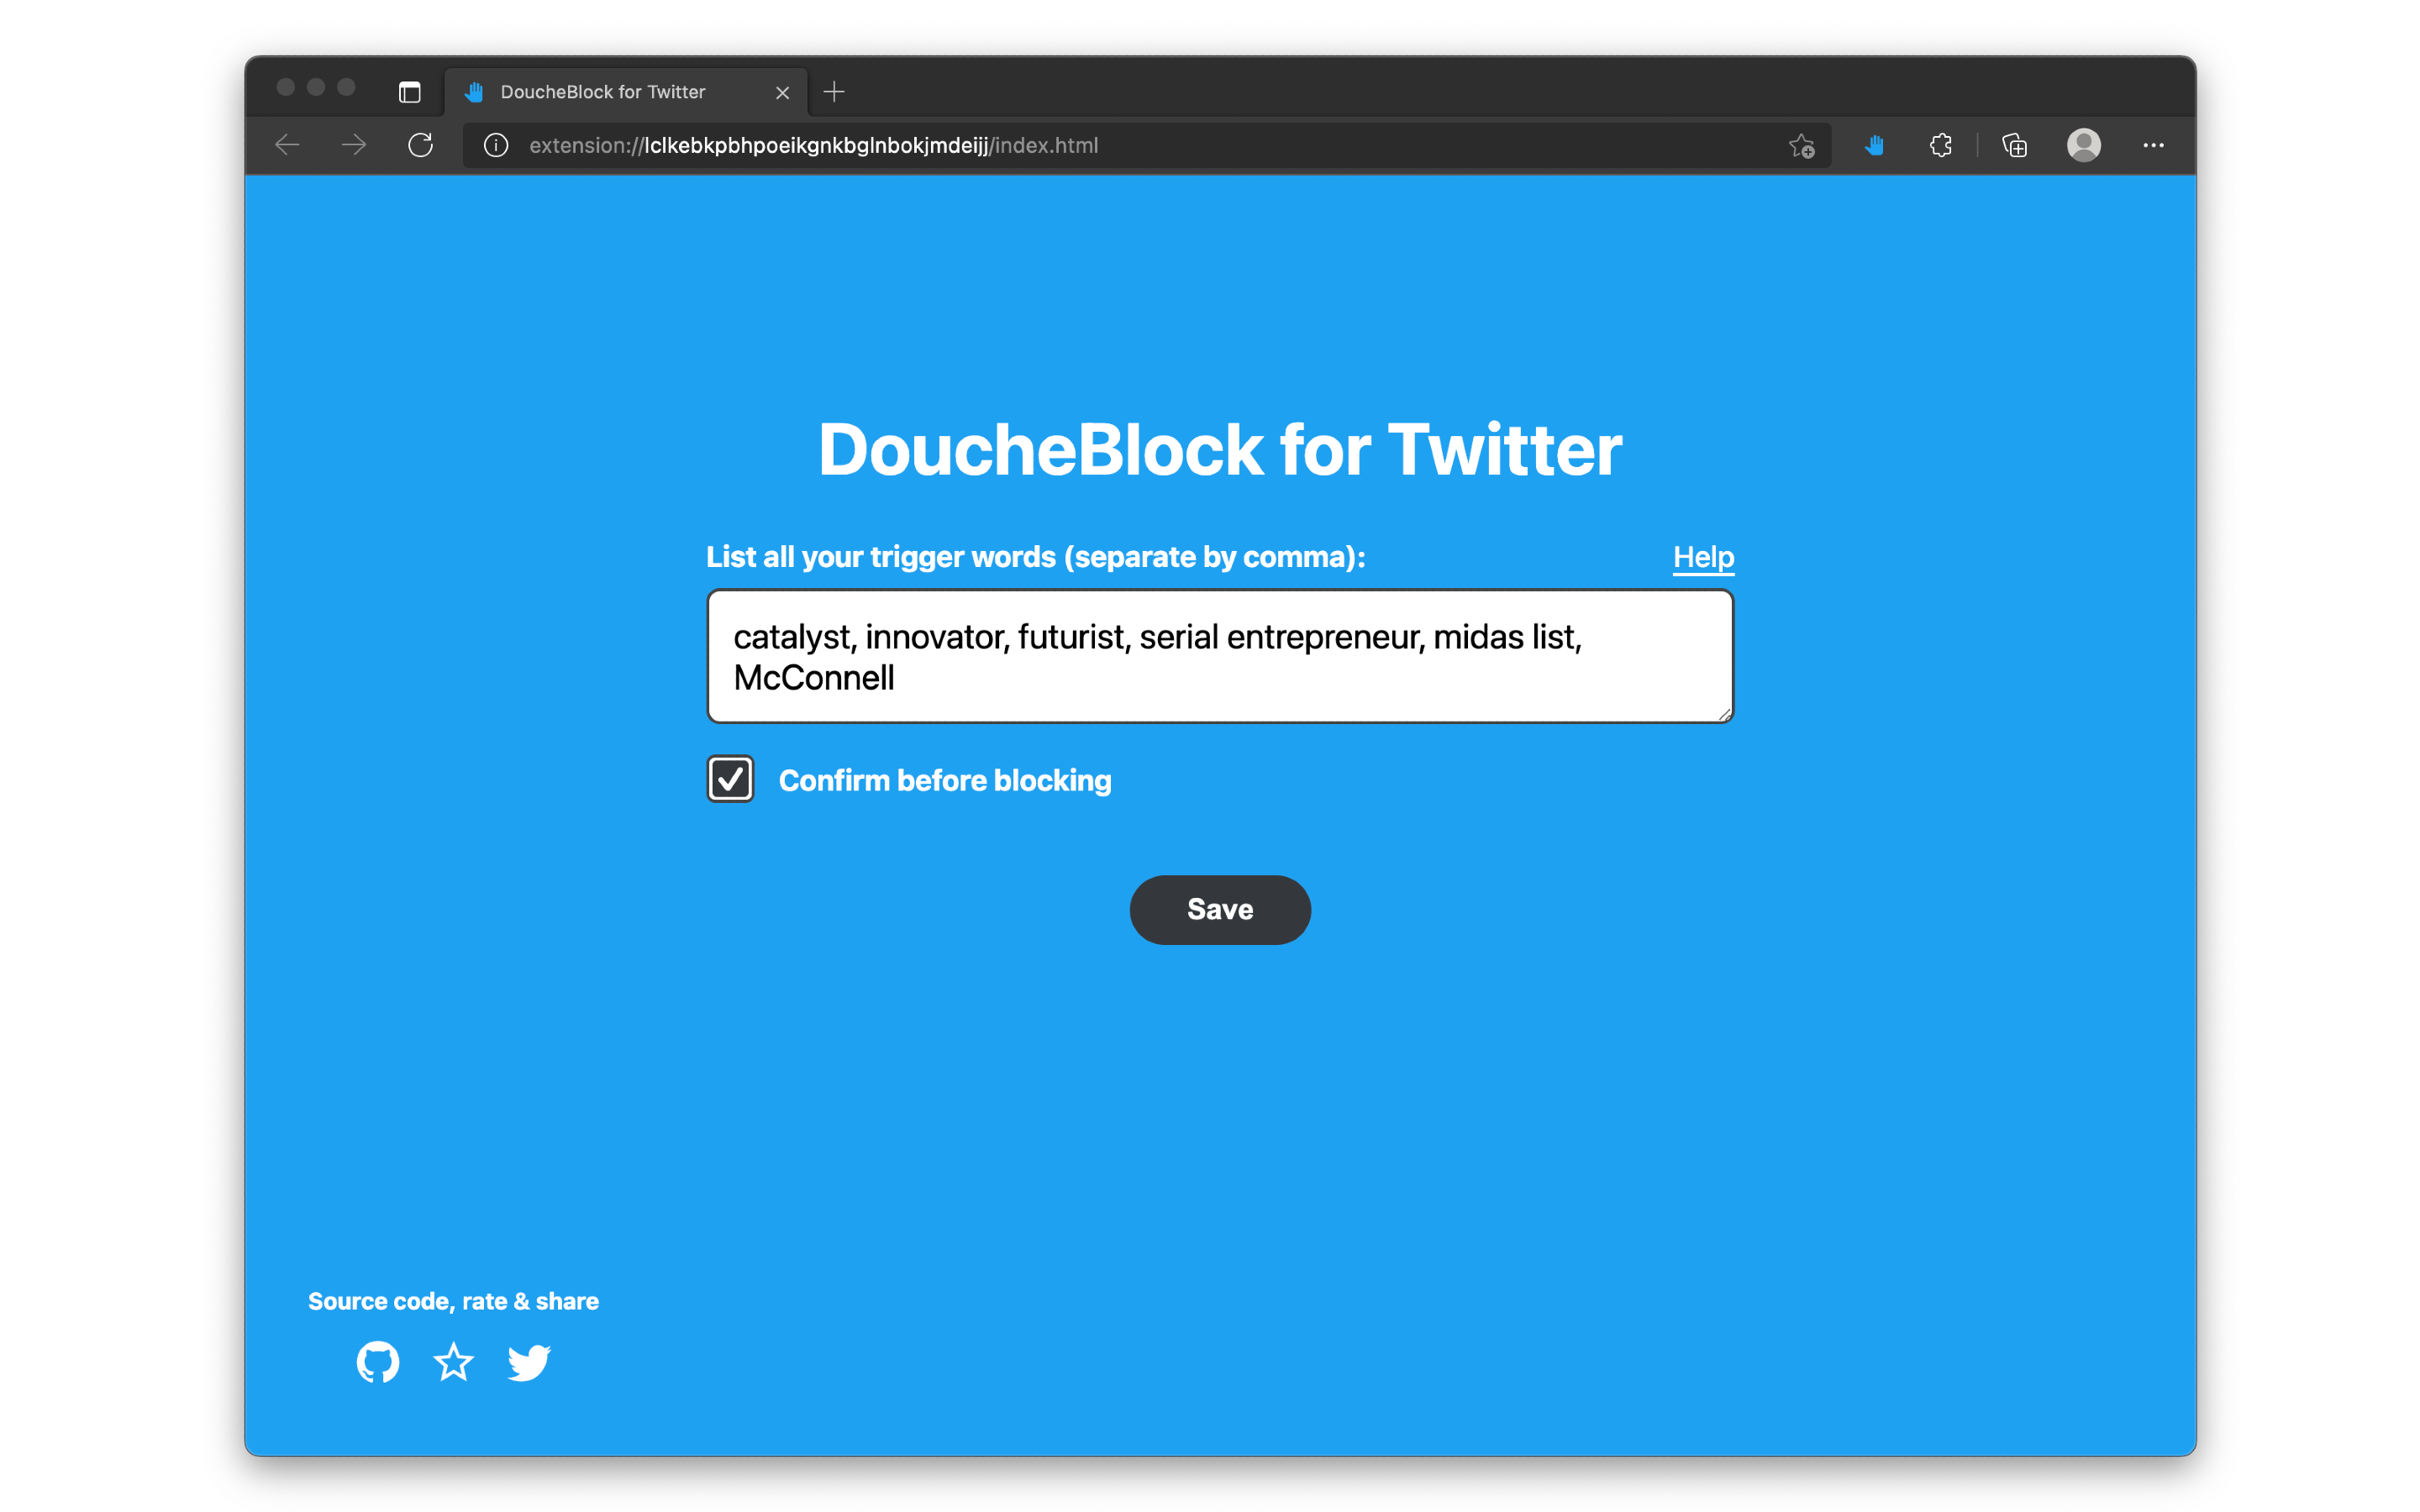 DoucheBlock for Twitter
extension://lclkebkpbhpoeikgnkbglnbokjmdeijj/index.html
DoucheBlock for Twitter
List all your trigger words (separate by comma):
Help
catalyst, innovator, futurist, serial entrepreneur, midas list,
McConnell
Confirm before blocking
Save
Source code, rate & share